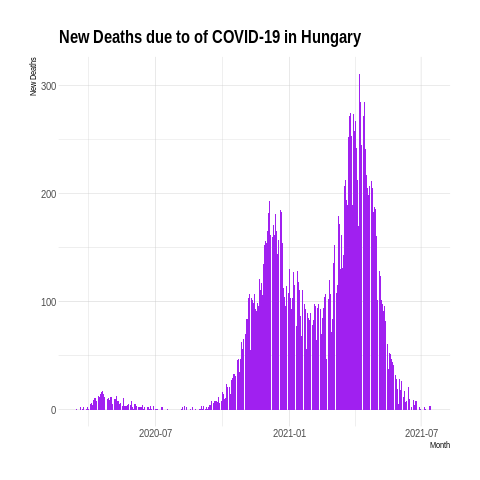 New Deaths due to of COVID-19 in Hungary
New Deaths
300
200
100
0
2020-07
2021-01
2021-07
Month